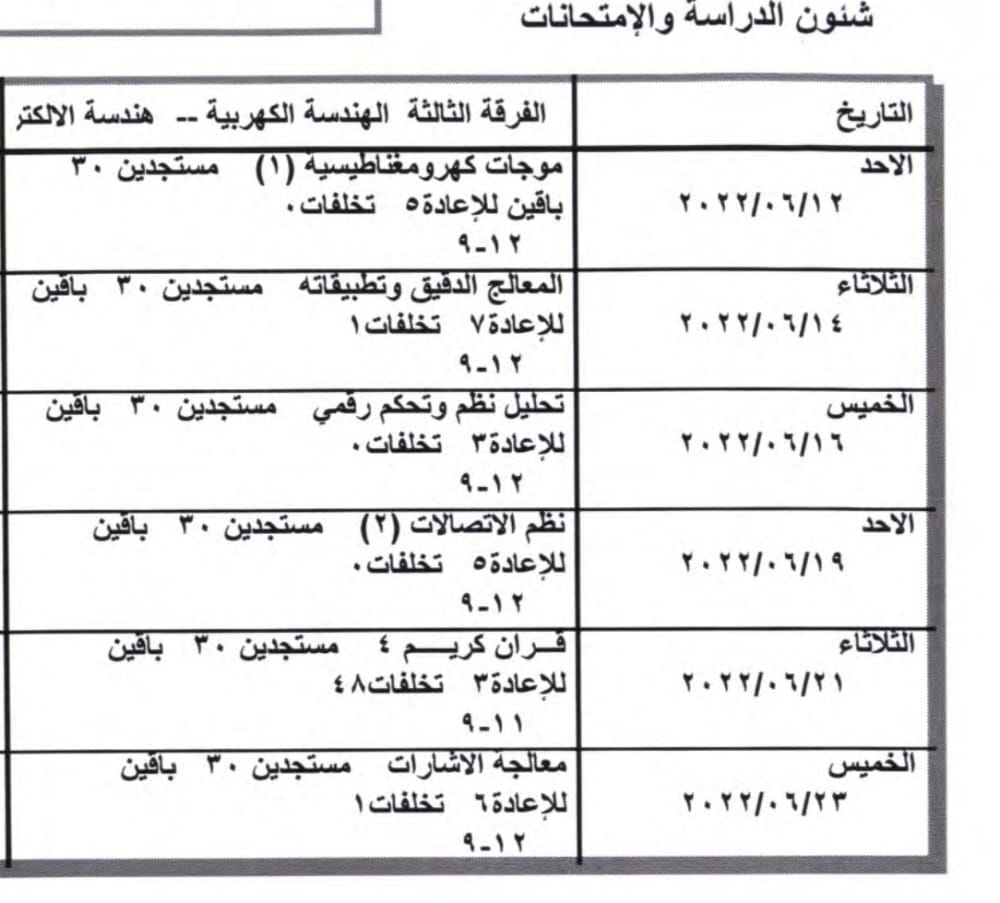 شئون الدراسة والإمتحانات
التاريخ
الفرقة الثالثة الهندسة الكهربية -- هندسة الالكتر
الاحد
٢٠٢٢/٠٦/١٢
موجات كهرومغناطيسية (١) مستجدين ٣٠
باقين للإعادة٥ تخلفات٠
٩-١٢
الثلاثاء
٢٠٢٢/٠٦/١٤
المعالج الدقيق وتطبيقاته مستجدين ٣٠ باقين
للإعادة٧ تخلفات١
٩-١٢
الخميس
٢٠٢٢/٠٦/١٦
تحليل نظم وتحكم رقمي مستجدين ٣٠ باقين
للإعادة٣ تخلفات٠
٩-١٢
الاحد
٢٠٢٢/٠٦/١٩
نظم الاتصالات (٢) مستجدين ٣٠ باقين
للإعادة٥ تخلفات٠
٩-١٢
الثلاثاء
٢٠٢٢/٠٦/٢١
قـــران كريـــــم ٤ مستجدين ٣٠ باقين
للإعادة٣ تخلفات٤٨
٩-١١
الخميس
٢٠٢٢/٠٦/٢٣
معالجة الاشارات مستجدين ٣٠ باقين
للإعادة٦ تخلفات١
٩-١٢